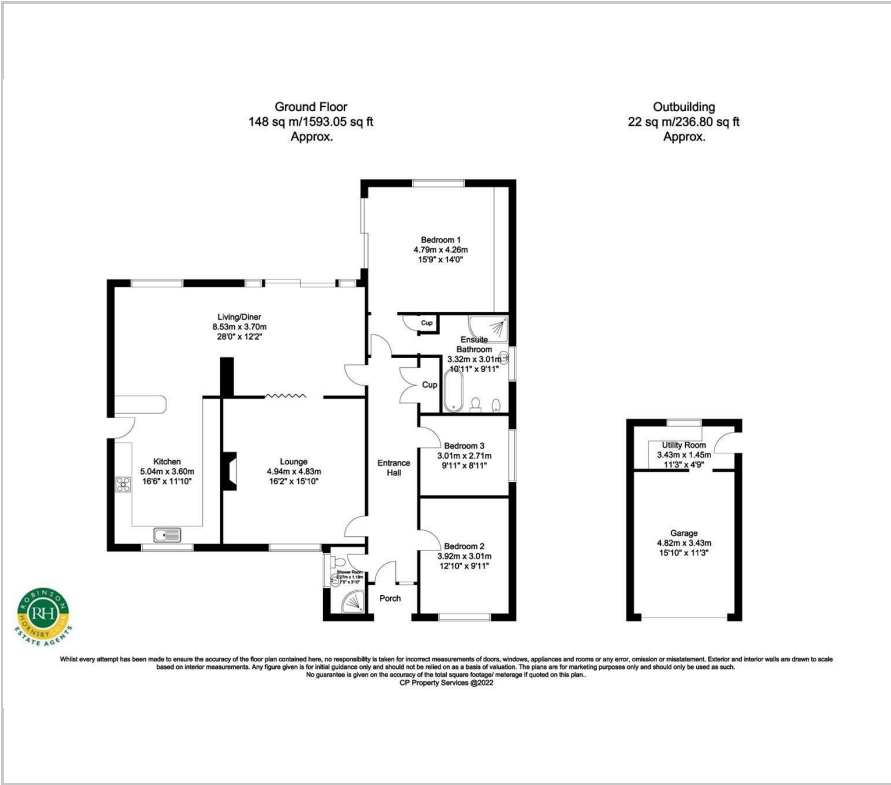 Ground Floor
148 sq m/1593.05 sq ft
Approx.
Outbuilding
22 sq m/236.80 sq ft
Approx.
Bedroom 1
4.79m x 4.26m
15'9" x 14'0"
Living/Diner
8.53m x 3.70m
28'0" x 12'2"
Cup
Ensuite
Bathroom
3.32m x 3.01m
10'11" x 9'11"
Cup
Kitchen
5.04m x 3.60m
16'6" x 11'10"
Lounge
4.94m x 4.83m
16'2" x 15'10"
Entrance
Hall
Bedroom 3
3.01m x 2.71m
9'11" x 8'11"
Bedroom 2
3.92m x 3.01m
12'10" x 9'11"
Shower Room
Porch
Utility Room
3.43m x 1.45m
11'3" x 4'9"
Garage
4.82m x 3.43m
15'10" x 11'3"
ROBINSON
RH
HORNSBY
ESTATE AGENTS
Whilst every attempt has been made to ensure the accuracy of the floor plan contained here, no responsibility is taken for incorrect measurements of doors, windows, appliances and rooms or any error, omission or misstatement. Exterior and interior walls are drawn to scale
based on interior measurements. Any figure given is for initial guidance only and should not be relied on as a basis of valuation. The plans are for marketing purposes only and should only be used as such.
No guarantee is given on the accuracy of the total square footage/ meterage if quoted on this plan..
CP Property Services @2022